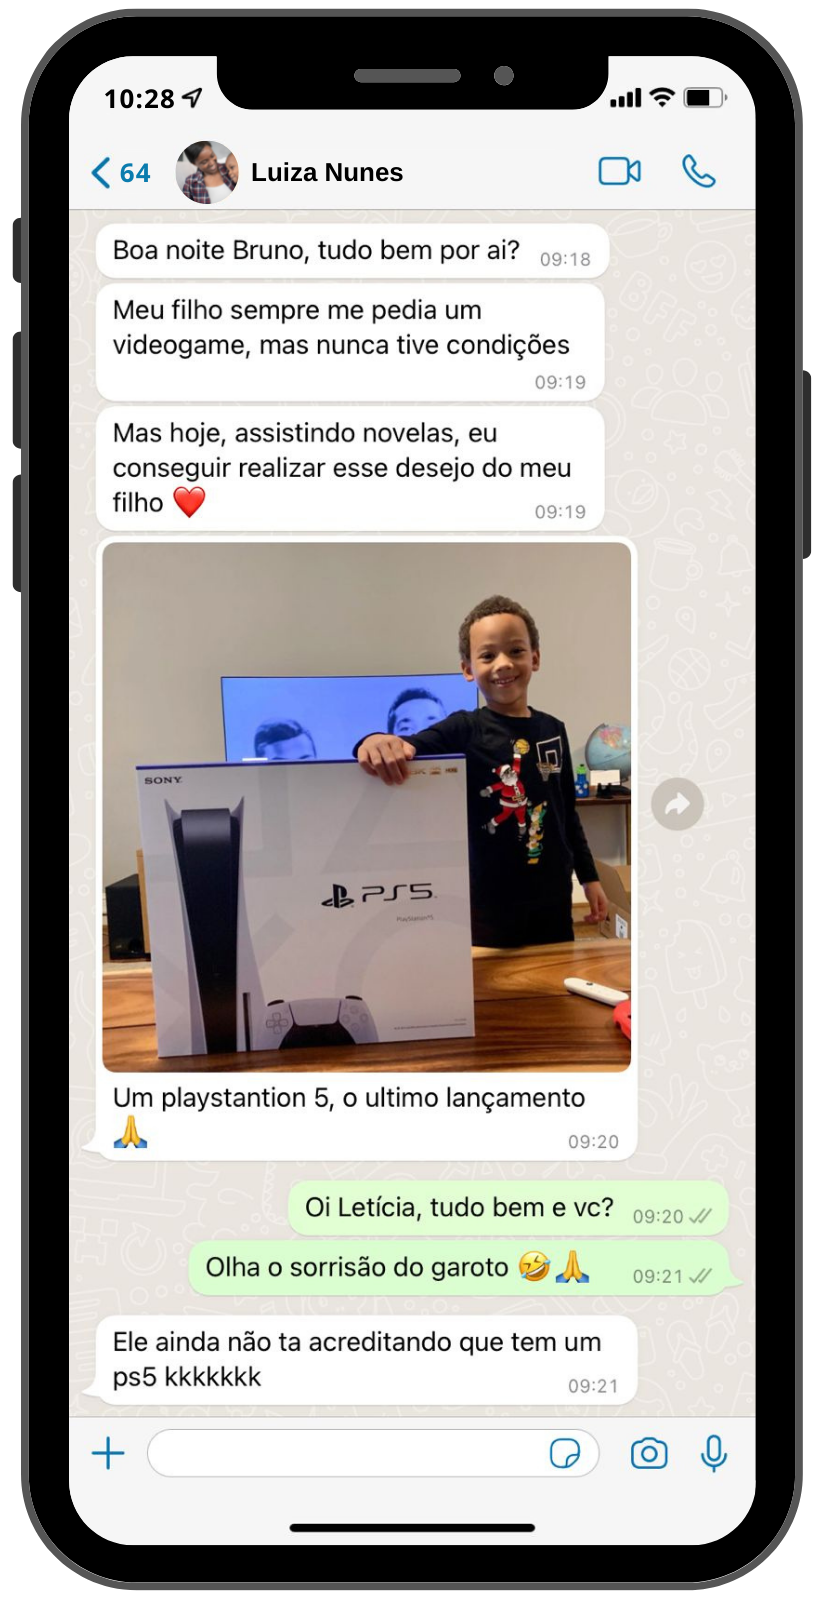 10:28
64
Luiza Nunes
Boa noite Bruno, tudo bem por ai? 09:18
Meu filho sempre me pedia um
videogame, mas nunca tive condições
09:19
Mas hoje, assistindo novelas, eu
conseguir realizar esse desejo do meu
filho ❤️ 09:19
SONY
PS5
PlayStation5
Um playstantion 5, o ultimo lançamento
🙏 09:20
Oi Letícia, tudo bem e vc? 09:20
Olha o sorrisão do garoto 🤣🙏 09:21
Ele ainda não ta acreditando que tem um
ps5 kkkkkkk 09:21